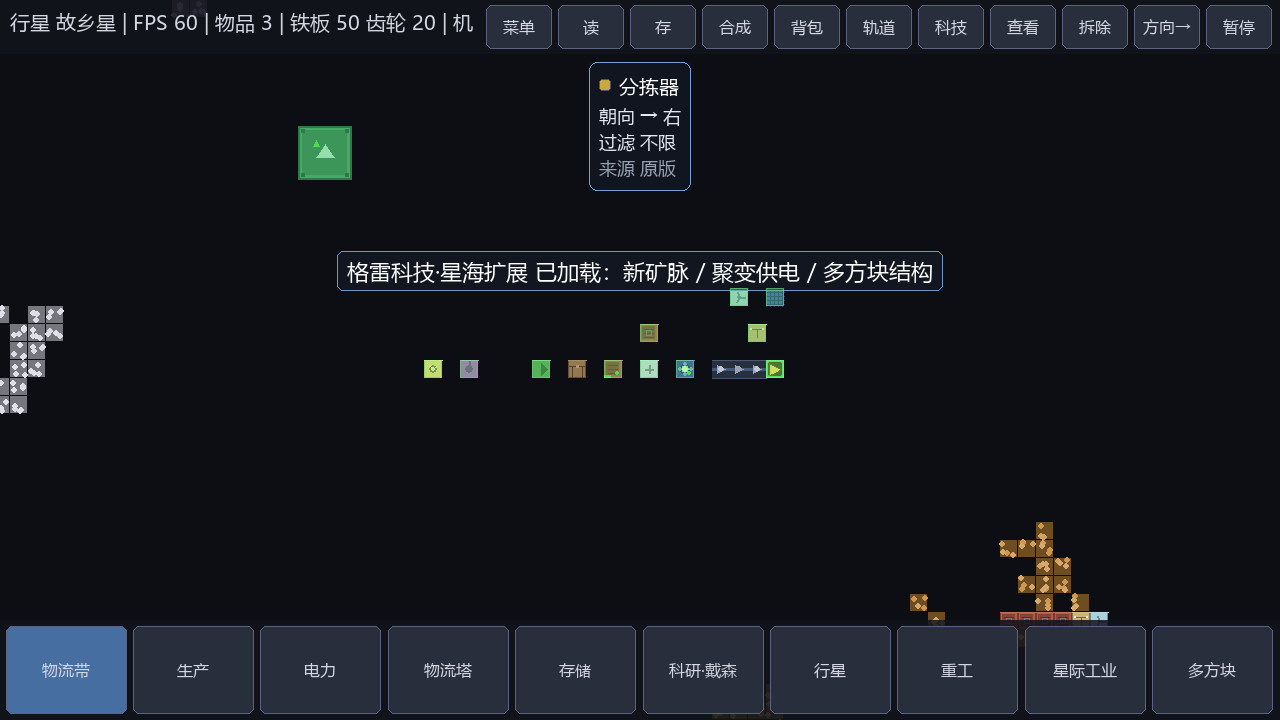 行星 故乡星 | FPS 60 | 物品 3 | 铁板 50 齿轮 20 | 机
菜单
读
存
合成
背包
轨道
科技
查看
拆除
方向→
暂停
分拣器
朝向 → 右
过滤 不限
来源 原版
格雷科技·星海扩展 已加载：新矿脉 / 聚变供电 / 多方块结构
物流带
生产
电力
物流塔
存储
科研·戴森
行星
重工
星际工业
多方块